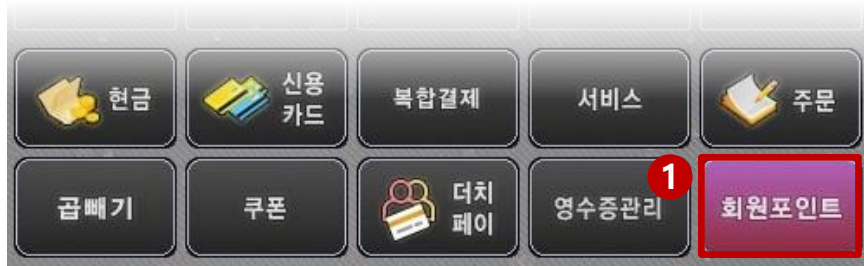 현금
신용
카드
복합결제
서비스
주문
1
곱빼기
쿠폰
더치
페이
영수증관리
회원포인트